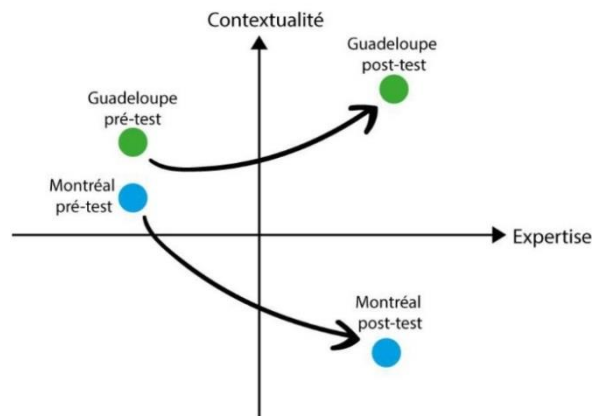 Contextualité
Guadeloupe
post-test
Guadeloupe
pré-test
Montréal
pré-test
Expertise
Montréal
post-test